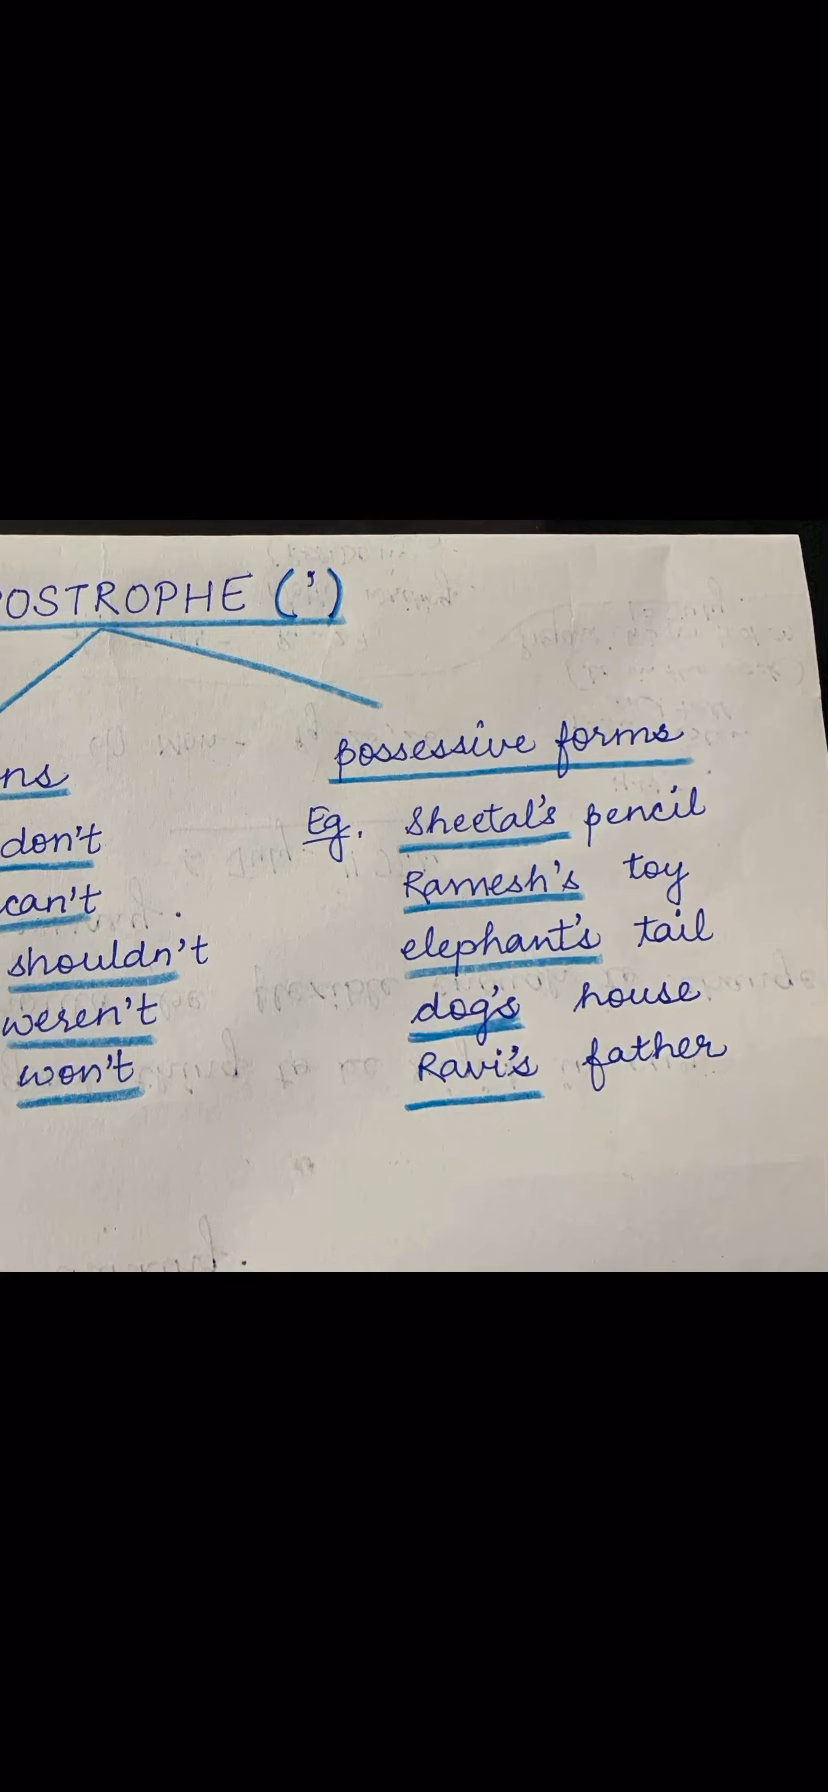 OSTROPHE (')
ns
don't
can't
shouldn't
weren't
won't
possessive forms
Eg. Sheetal's pencil
Ramesh's toy
elephant's tail
dog's house
Ravi's father